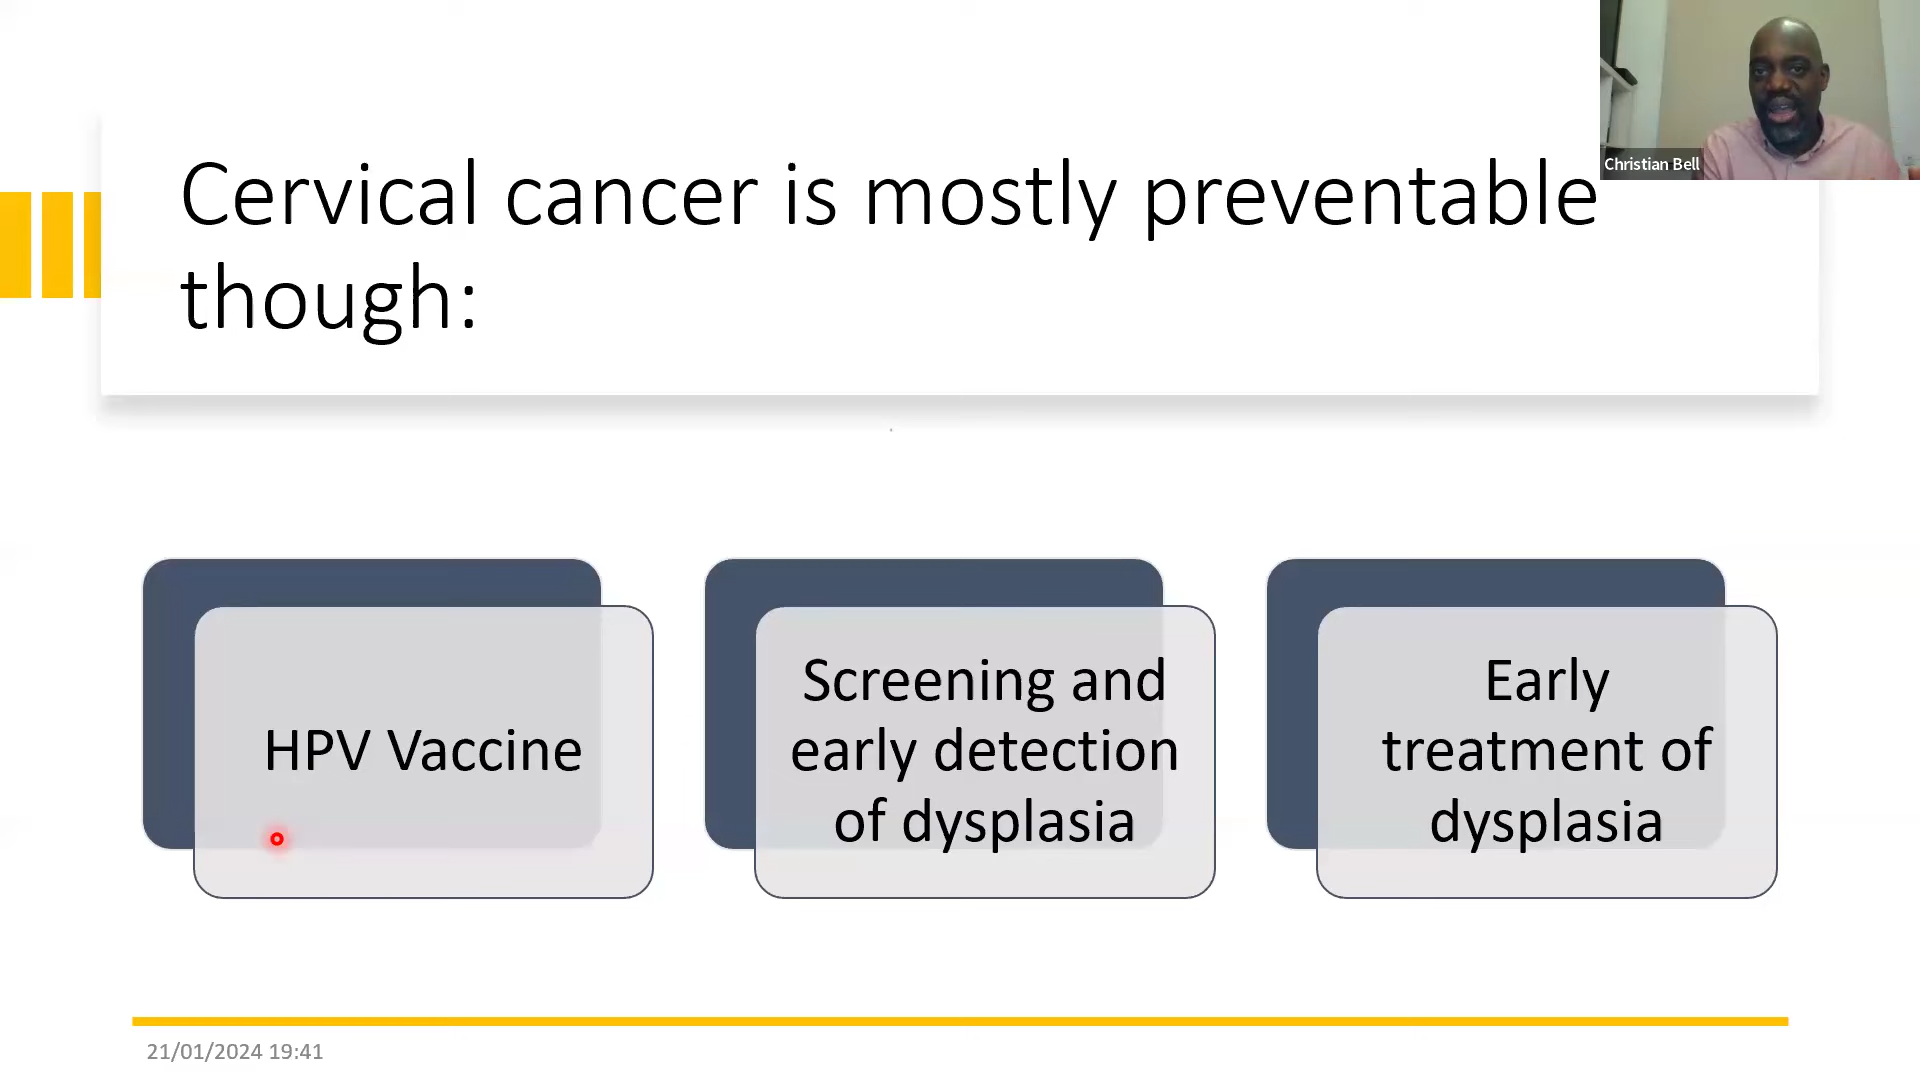 Christian Bell
Cervical cancer is mostly preventable
though:
HPV Vaccine
Screening and
early detection
of dysplasia
Early
treatment of
dysplasia
21/01/2024 19:41